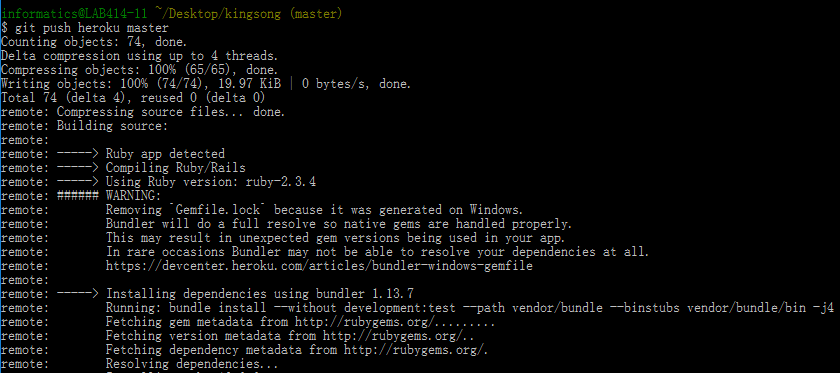 informatics@LAB414-11 ~/Desktop/kingsong (master)
$ git push heroku master
Counting objects: 74, done.
Delta compression using up to 4 threads.
Compressing objects: 100% (65/65), done.
Writing objects: 100% (74/74), 19.97 KiB | 0 bytes/s, done.
Total 74 (delta 4), reused 0 (delta 0)
remote: Compressing source files... done.
remote: Building source:
remote:
remote: -----> Ruby app detected
remote: -----> Compiling Ruby/Rails
remote: -----> Using Ruby version: ruby-2.3.4
remote: ###### WARNING:
remote:        Removing `Gemfile.lock` because it was generated on Windows.
remote:        Bundler will do a full resolve so native gems are handled properly.
remote:        This may result in unexpected gem versions being used in your app.
remote:        In rare occasions Bundler may not be able to resolve your dependencies at all.
remote:        https://devcenter.heroku.com/articles/bundler-windows-gemfile
remote:
remote: -----> Installing dependencies using bundler 1.13.7
remote:        Running: bundle install --without development:test --path vendor/bundle --binstubs vendor/bundle/bin -j4
remote:        Fetching gem metadata from http://rubygems.org/.........
remote:        Fetching version metadata from http://rubygems.org/..
remote:        Fetching dependency metadata from http://rubygems.org/.
remote:        Resolving dependencies...